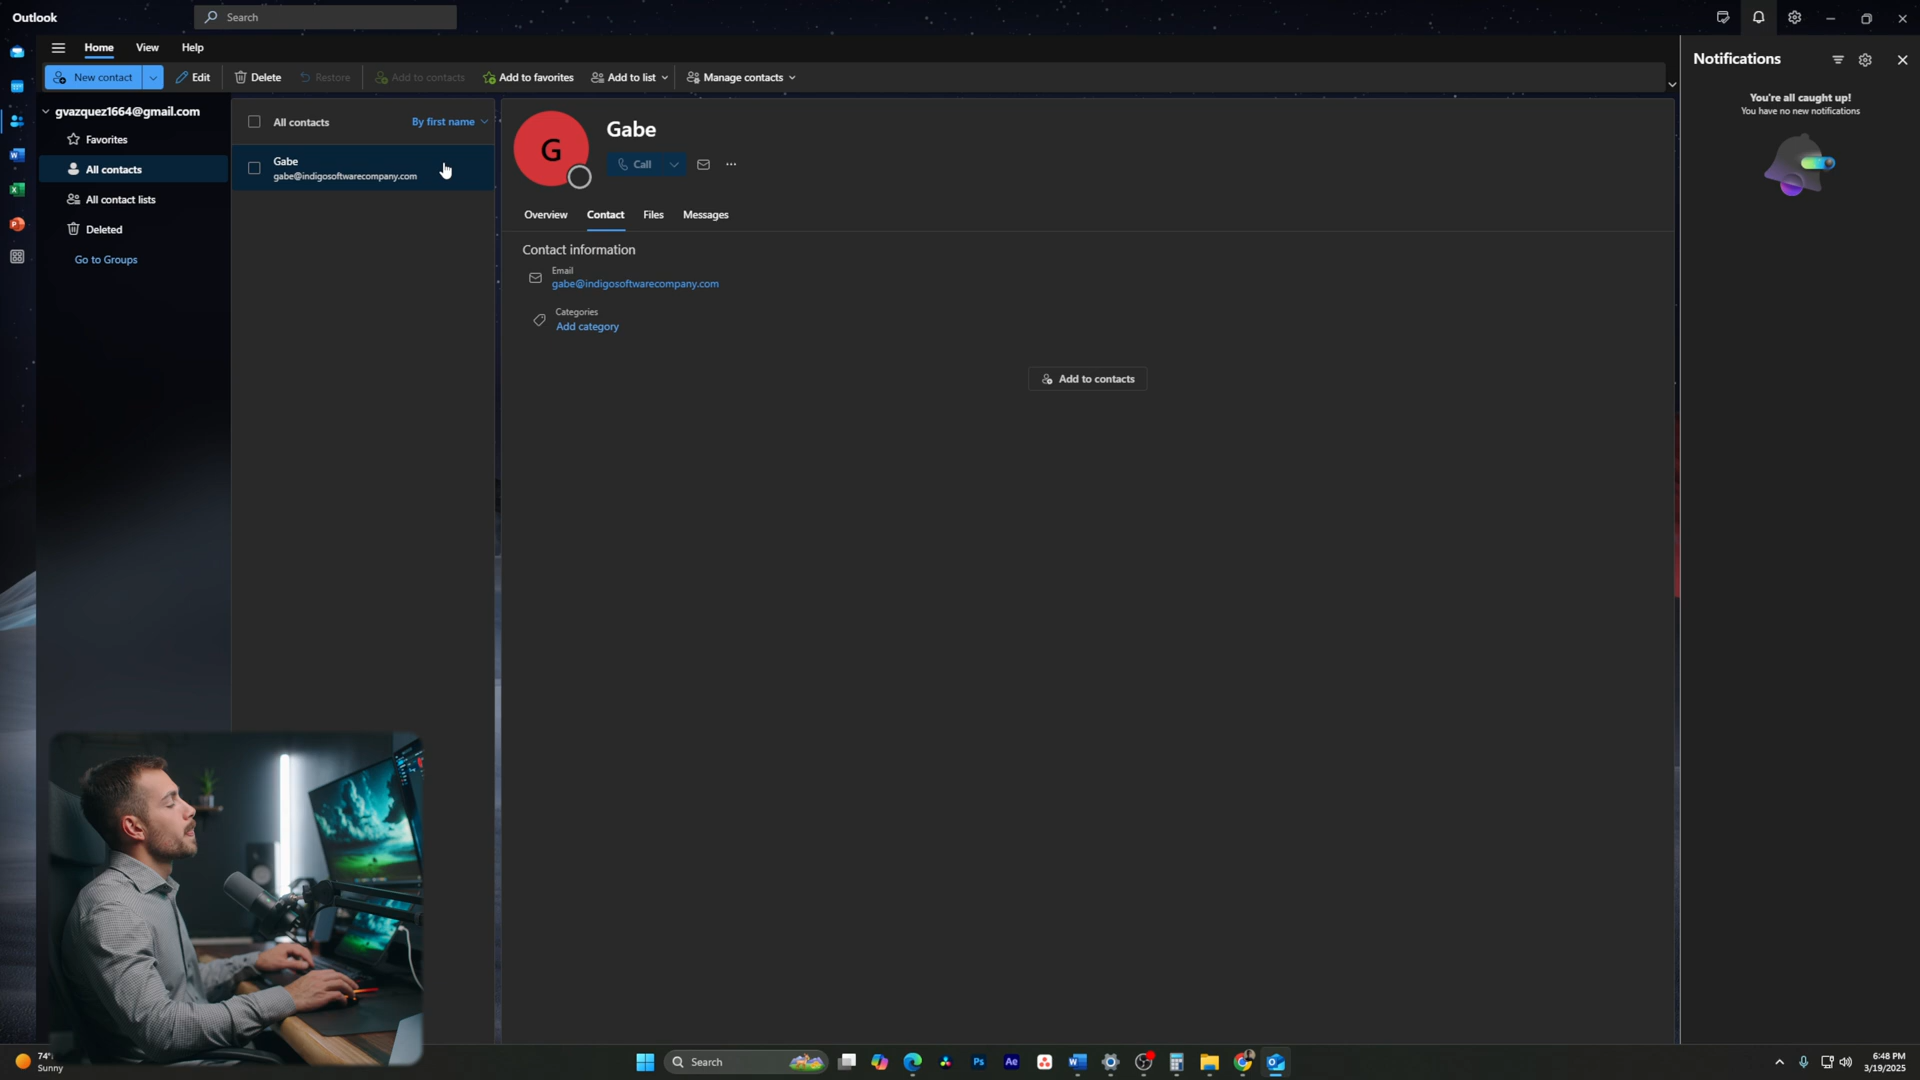 Outlook
Search
Home
View
Help
New contact
Edit
Delete
Restore
Add to contacts
Add to favorites
Add to list
Manage contacts
gvazquez1664@gmail.com
Favorites
All contacts
All contact lists
Deleted
Go to Groups
All contacts
By first name
Gabe
gabe@indigosoftwarecompany.com
G
Gabe
Call
Overview
Contact
Files
Messages
Contact information
Email
gabe@indigosoftwarecompany.com
Categories
Add category
Add to contacts
Notifications
You're all caught up!
You have no new notifications
74°
Sunny
Search
Ps
Ae
6:48 PM
3/19/2025